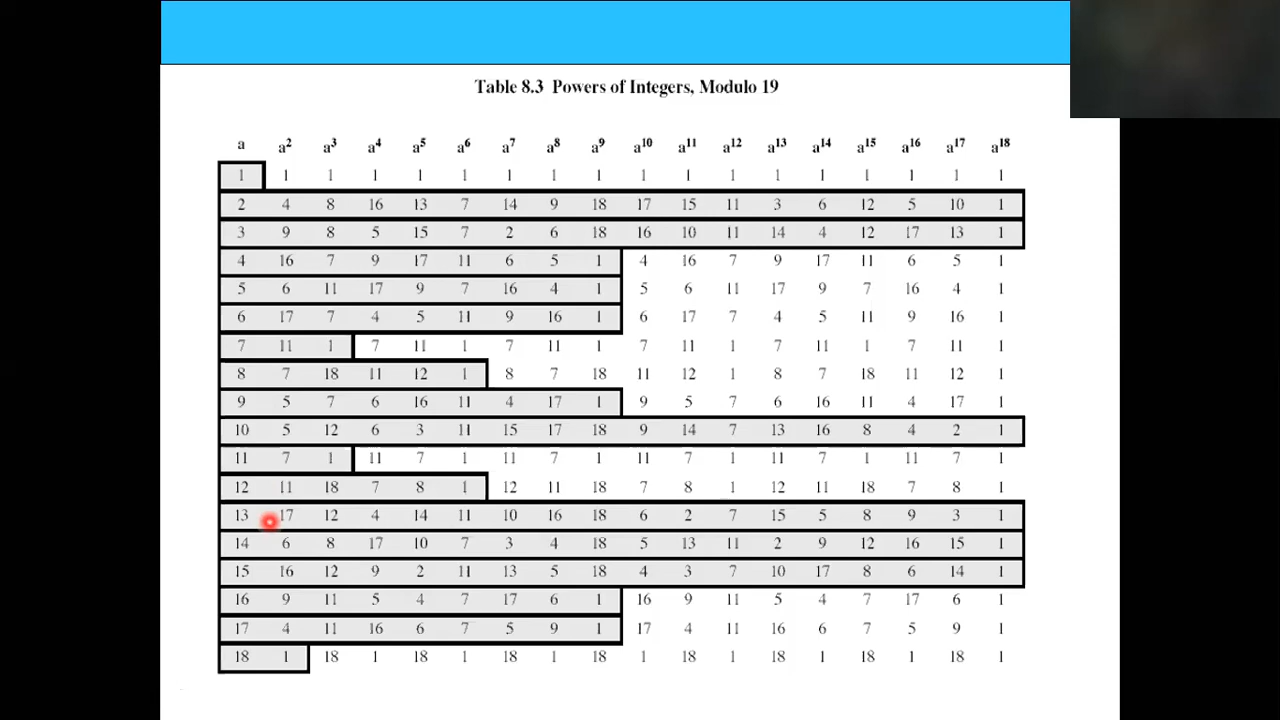 Table 8.3 Powers of Integers, Modulo 19
a a² a³ a⁴ a⁵ a⁶ a⁷ a⁸ a⁹ a¹⁰ a¹¹ a¹² a¹³ a¹⁴ a¹⁵ a¹⁶ a¹⁷ a¹⁸
1 1 1 1 1 1 1 1 1 1 1 1 1 1 1 1 1 1
2 4 8 16 13 7 14 9 18 17 15 11 3 6 12 5 10 1
3 9 8 5 15 7 2 6 18 16 10 11 14 4 12 17 13 1
4 16 7 9 17 11 6 5 1 4 16 7 9 17 11 6 5 1
5 6 11 17 9 7 16 4 1 5 6 11 17 9 7 16 4 1
6 17 7 4 5 11 9 16 1 6 17 7 4 5 11 9 16 1
7 11 1 7 11 1 7 11 1 7 11 1 7 11 1 7 11 1
8 7 18 11 12 1 8 7 18 11 12 1 8 7 18 11 12 1
9 5 7 6 16 11 4 17 1 9 5 7 6 16 11 4 17 1
10 5 12 6 3 11 15 17 18 9 14 7 13 16 8 4 2 1
11 7 1 11 7 1 11 7 1 11 7 1 11 7 1 11 7 1
12 11 18 7 8 1 12 11 18 7 8 1 12 11 18 7 8 1
13 17 12 4 14 11 10 16 18 6 2 7 15 5 8 9 3 1
14 6 8 17 10 7 3 4 18 5 13 11 2 9 12 16 15 1
15 16 12 9 2 11 13 5 18 4 3 7 10 17 8 6 14 1
16 9 11 5 4 7 17 6 1 16 9 11 5 4 7 17 6 1
17 4 11 16 6 7 5 9 1 17 4 11 16 6 7 5 9 1
18 1 18 1 18 1 18 1 18 1 18 1 18 1 18 1 18 1